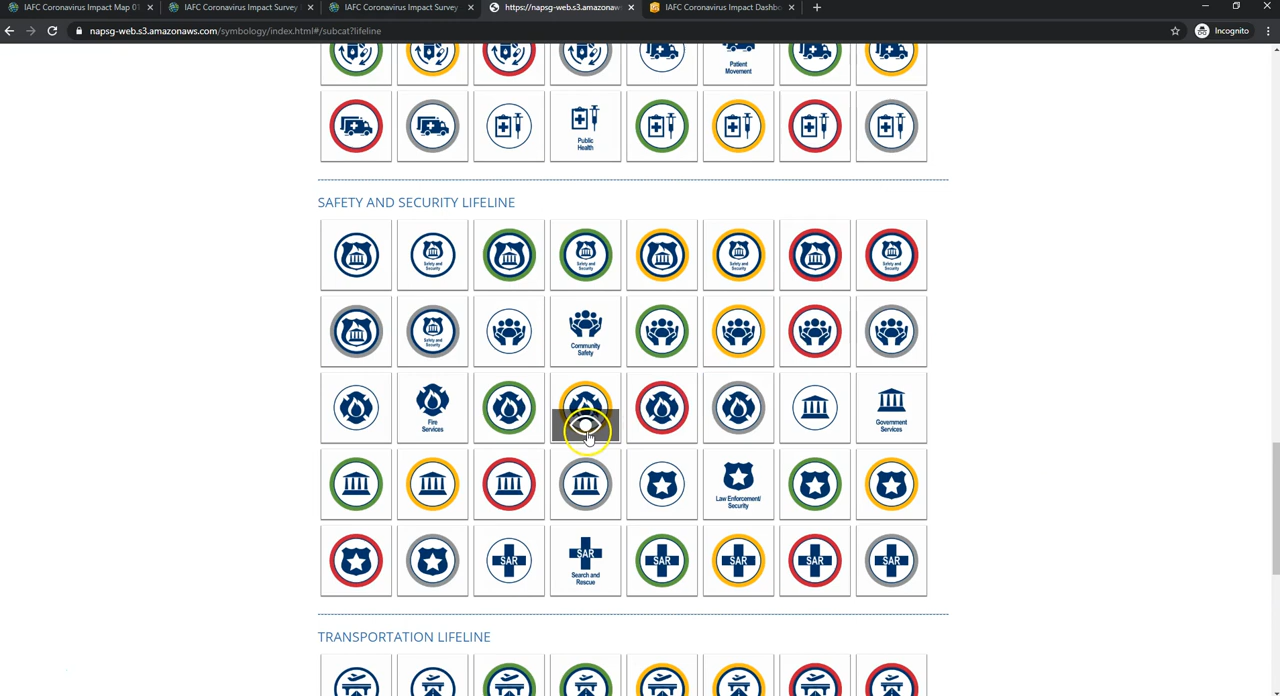 IAFC Coronavirus Impact Map 01
IAFC Coronavirus Impact Survey
IAFC Coronavirus Impact Survey
https://napsg-web.s3.amazonaws
IAFC Coronavirus Impact Dashbo
napsg-web.s3.amazonaws.com/symbology/index.html#/subcat?lifeline
Incognito
Patient
Movement
Public
Health
SAFETY AND SECURITY LIFELINE
Safety and
Security
Safety and
Security
Safety and
Security
Safety and
Security
Safety and
Security
Community
Safety
Fire
Services
Government
Services
Law Enforcement/
Security
SAR
SAR
Search and
Rescue
SAR
SAR
SAR
SAR
TRANSPORTATION LIFELINE